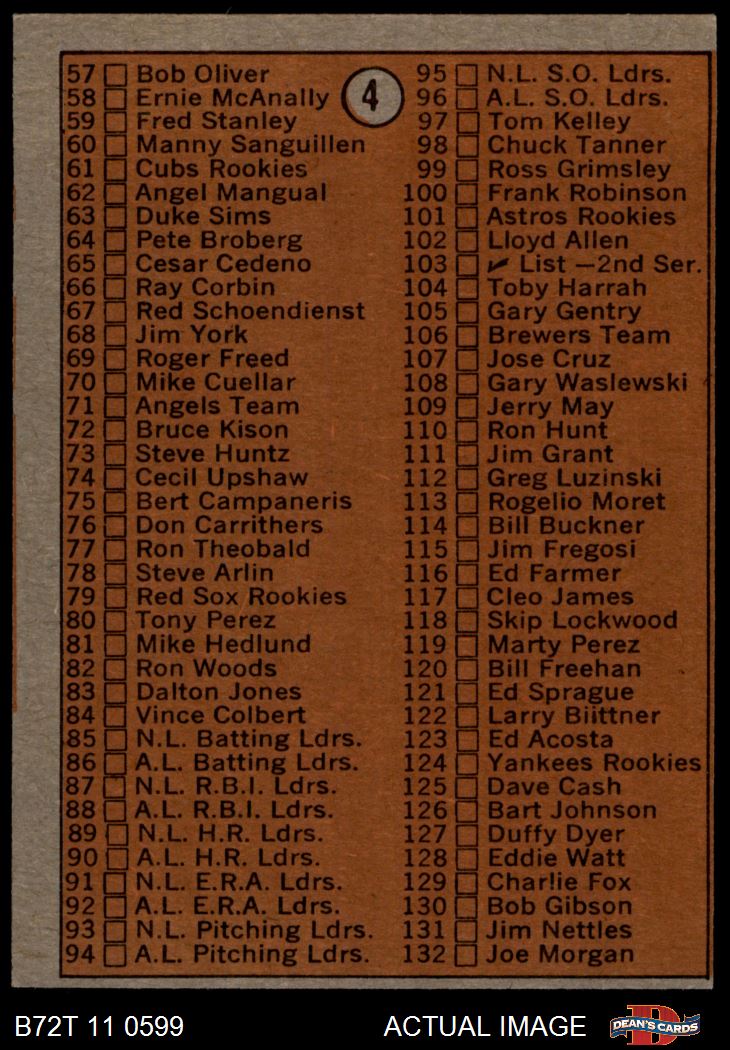 4
57 Bob Oliver
58 Ernie McAnally
59 Fred Stanley
60 Manny Sanguillen
61 Cubs Rookies
62 Angel Mangual
63 Duke Sims
64 Pete Broberg
65 Cesar Cedeno
66 Ray Corbin
67 Red Schoendienst
68 Jim York
69 Roger Freed
70 Mike Cuellar
71 Angels Team
72 Bruce Kison
73 Steve Huntz
74 Cecil Upshaw
75 Bert Campaneris
76 Don Carrithers
77 Ron Theobald
78 Steve Arlin
79 Red Sox Rookies
80 Tony Perez
81 Mike Hedlund
82 Ron Woods
83 Dalton Jones
84 Vince Colbert
85 N.L. Batting Ldrs.
86 A.L. Batting Ldrs.
87 N.L. R.B.I. Ldrs.
88 A.L. R.B.I. Ldrs.
89 N.L. H.R. Ldrs.
90 A.L. H.R. Ldrs.
91 N.L. E.R.A. Ldrs.
92 A.L. E.R.A. Ldrs.
93 N.L. Pitching Ldrs.
94 A.L. Pitching Ldrs.
95 N.L. S.O. Ldrs.
96 A.L. S.O. Ldrs.
97 Tom Kelley
98 Chuck Tanner
99 Ross Grimsley
100 Frank Robinson
101 Astros Rookies
102 Lloyd Allen
103 ✓ List —2nd Ser.
104 Toby Harrah
105 Gary Gentry
106 Brewers Team
107 Jose Cruz
108 Gary Waslewski
109 Jerry May
110 Ron Hunt
111 Jim Grant
112 Greg Luzinski
113 Rogelio Moret
114 Bill Buckner
115 Jim Fregosi
116 Ed Farmer
117 Cleo James
118 Skip Lockwood
119 Marty Perez
120 Bill Freehan
121 Ed Sprague
122 Larry Biittner
123 Ed Acosta
124 Yankees Rookies
125 Dave Cash
126 Bart Johnson
127 Duffy Dyer
128 Eddie Watt
129 Charlie Fox
130 Bob Gibson
131 Jim Nettles
132 Joe Morgan
B72T 11 0599
ACTUAL IMAGE
D
DEAN'S CARDS